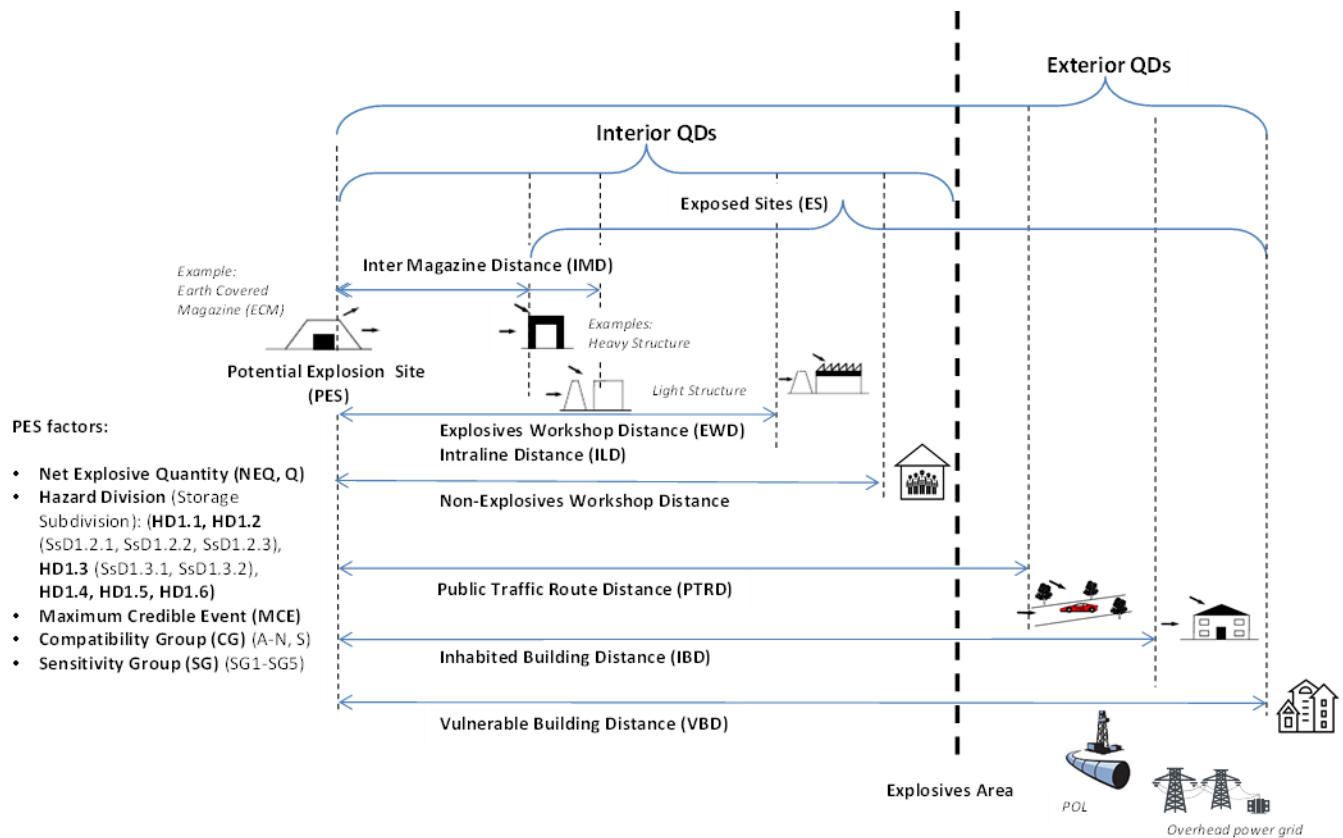 Exterior QDs
Interior QDs
Exposed Sites (ES)
Inter Magazine Distance (IMD)
Example:
Earth Covered
Magazine (ECM)
Examples:
Heavy Structure
Potential Explosion Site
(PES)
Light Structure
PES factors:
Explosives Workshop Distance (EWD)
Intraline Distance (ILD)
• Net Explosive Quantity (NEQ, Q)
• Hazard Division (Storage
Subdivision): (HD1.1, HD1.2
(SsD1.2.1, SsD1.2.2, SsD1.2.3),
HD1.3 (SsD1.3.1, SsD1.3.2),
HD1.4, HD1.5, HD1.6)
• Maximum Credible Event (MCE)
• Compatibility Group (CG) (A-N, S)
• Sensitivity Group (SG) (SG1-SG5)
Non-Explosives Workshop Distance
Public Traffic Route Distance (PTRD)
Inhabited Building Distance (IBD)
Vulnerable Building Distance (VBD)
Explosives Area
POL
Overhead power grid